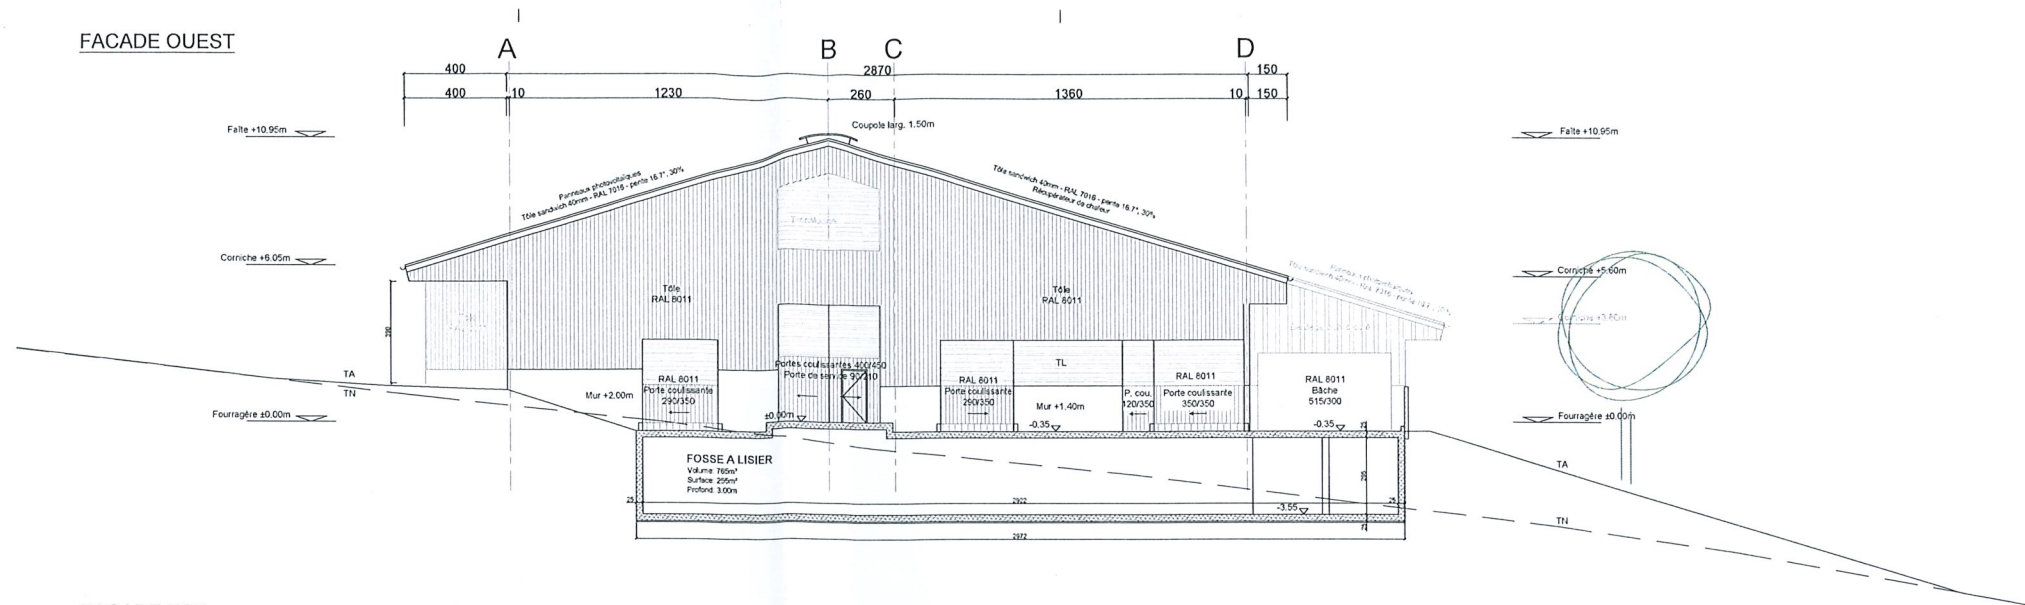 FACADE OUEST
A
B
C
D
400
2870
150
400
10
1230
260
1360
10
150
Faîte +10.95m
Coupole larg. 1.50m
Faîte +10.95m
Panneaux photovoltaïques
Tôle sandwich 40mm - RAL 7016 - pente 16.7°, 30%
Tôle sandwich 40mm - RAL 7016 - pente 16.7°, 30%
Récupérateur de chaleur
Corniche +6.05m
Corniche +5.60m
Tôle
RAL 8011
Tôle
RAL 8011
TL
Portes coulissantes 400/450
Porte de service 90/210
RAL 8011
Porte coulissante
290/350
RAL 8011
Porte coulissante
290/350
P. cou.
120/350
RAL 8011
Porte coulissante
350/350
RAL 8011
Bâche
515/300
TA
TN
Mur +2.00m
Mur +1.40m
Fourragère ±0.00m
±0.00m
-0.35
-0.35
Fourragère ±0.00m
FOSSE A LISIER
Volume: 765m³
Surface: 255m²
Profond: 3.00m
25
2902
25
295
-3.55
2972
TA
TN